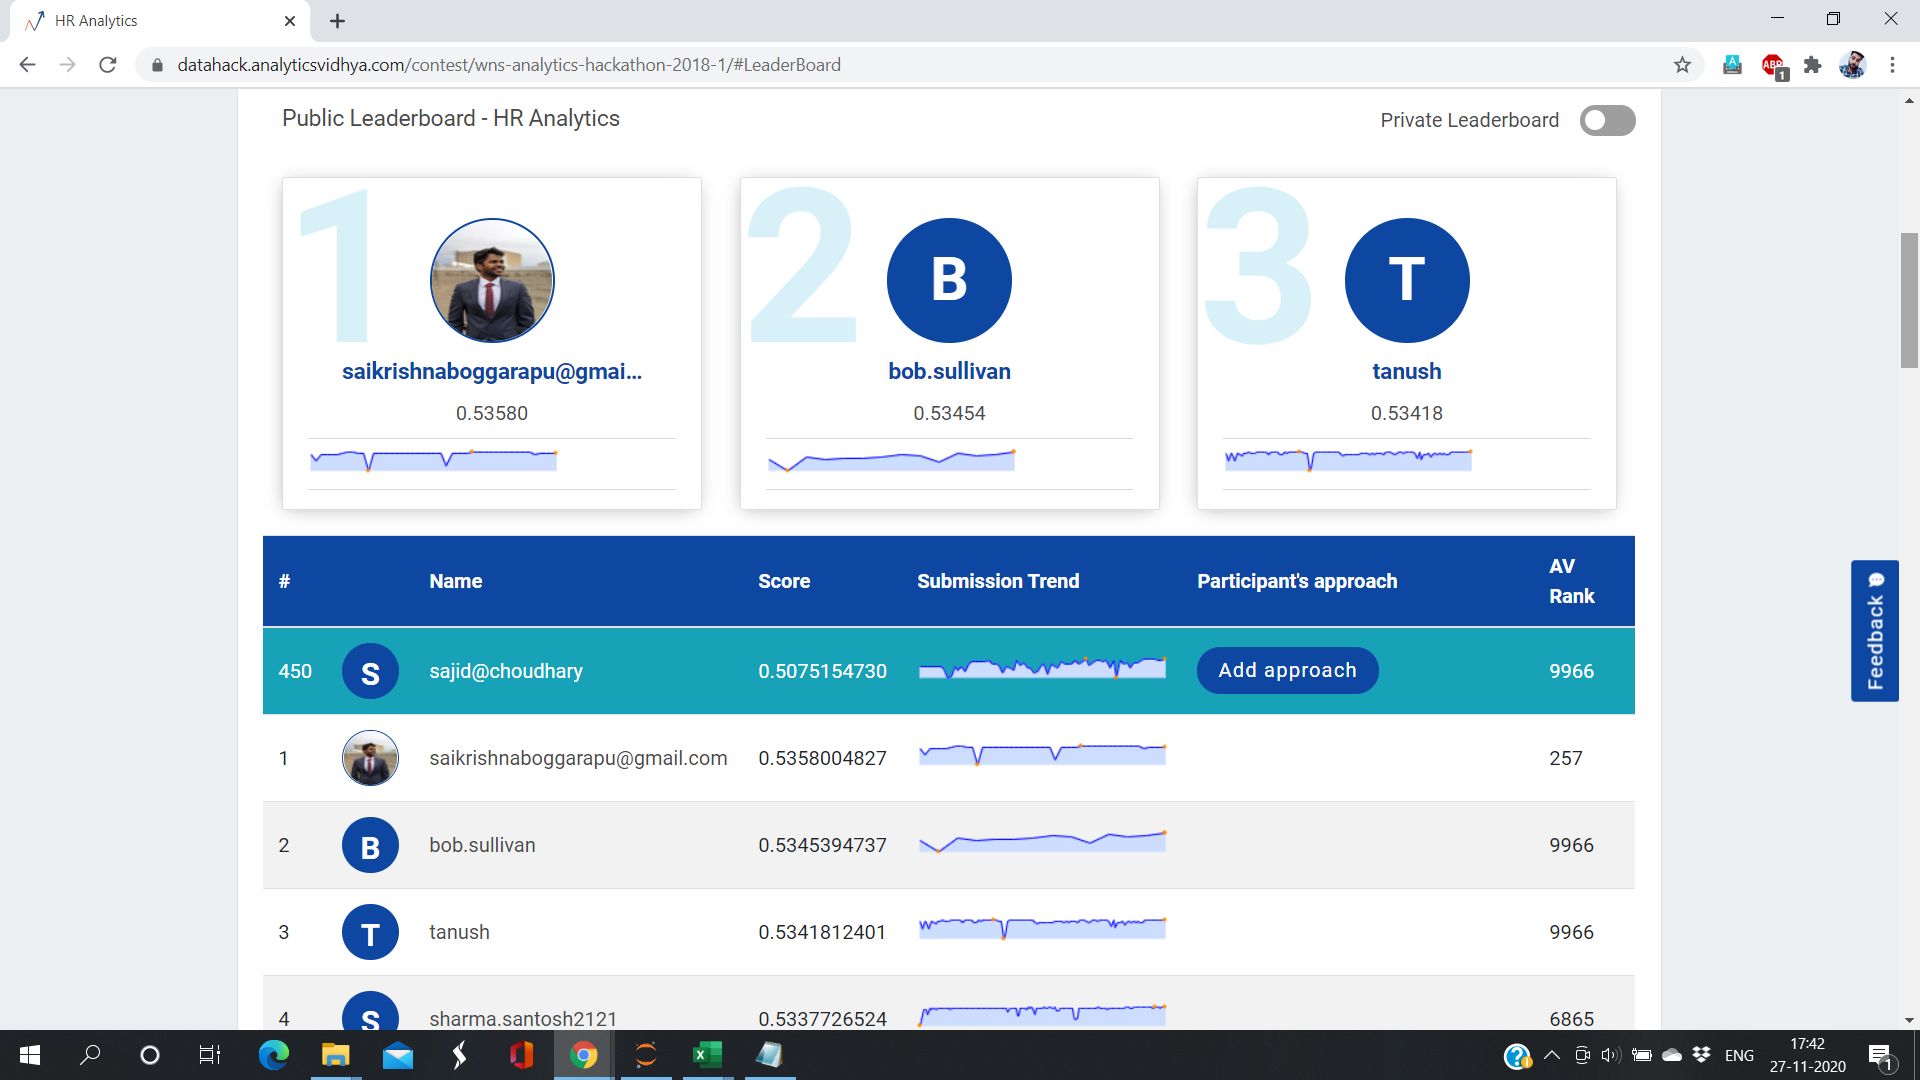 HR Analytics
datahack.analyticsvidhya.com/contest/wns-analytics-hackathon-2018-1/#LeaderBoard
ABP
1
Public Leaderboard - HR Analytics
Private Leaderboard
1
2
3
B
T
saikrishnaboggarapu@gmai...
bob.sullivan
tanush
0.53580
0.53454
0.53418
# Name Score Submission Trend Participant's approach AV Rank
450 S sajid@choudhary 0.5075154730 Add approach 9966
1 saikrishnaboggarapu@gmail.com 0.5358004827 257
2 B bob.sullivan 0.5345394737 9966
3 T tanush 0.5341812401 9966
4 S sharma.santosh2121 0.5337726524 6865
Feedback
ENG
17:42
27-11-2020
1